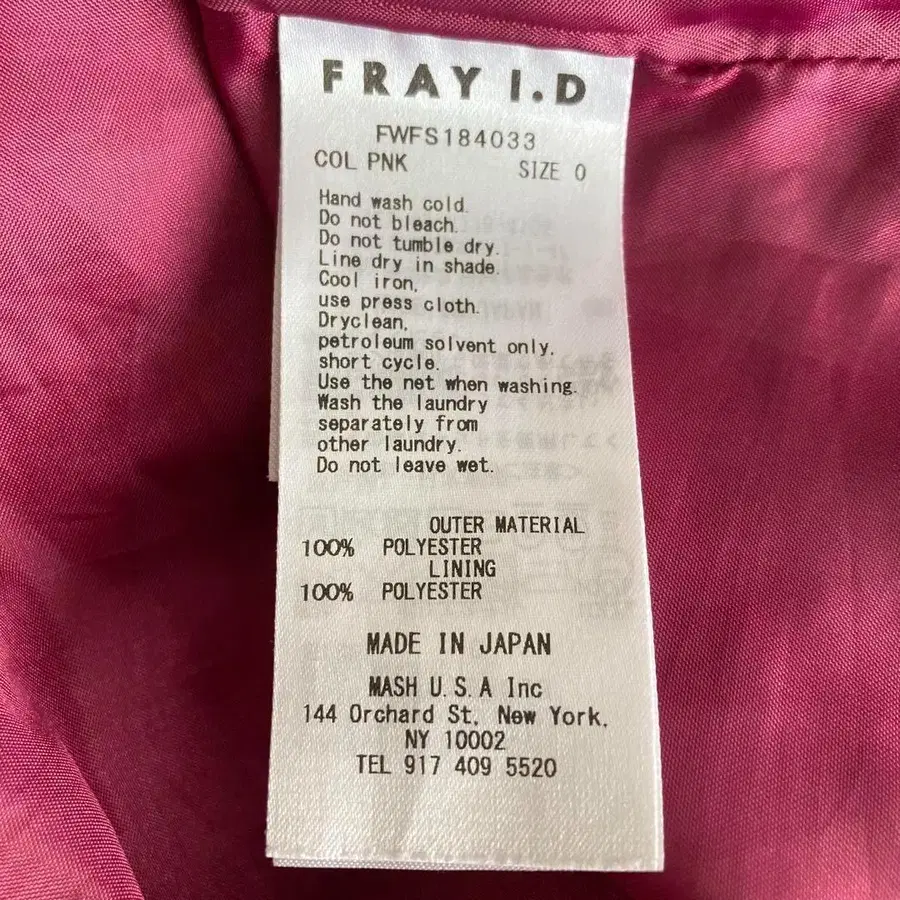 FRAY I.D
FWFS184033
COL PNK SIZE 0
Hand wash cold.
Do not bleach.
Do not tumble dry.
Line dry in shade.
Cool iron,
use press cloth.
Dryclean,
petroleum solvent only,
short cycle.
Use the net when washing.
Wash the laundry
separately from
other laundry.
Do not leave wet.
OUTER MATERIAL
100% POLYESTER
LINING
100% POLYESTER
MADE IN JAPAN
MASH U.S.A Inc
144 Orchard St, New York,
NY 10002
TEL 917 409 5520